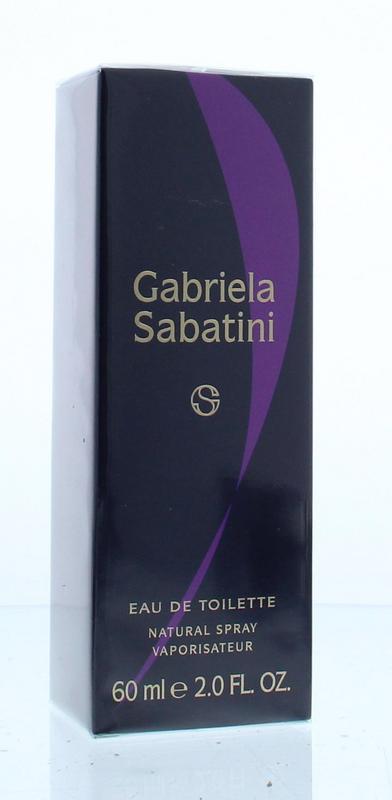 Gabriela
Sabatini
EAU DE TOILETTE
NATURAL SPRAY
VAPORISATEUR
60 ml e 2.0 FL. OZ.